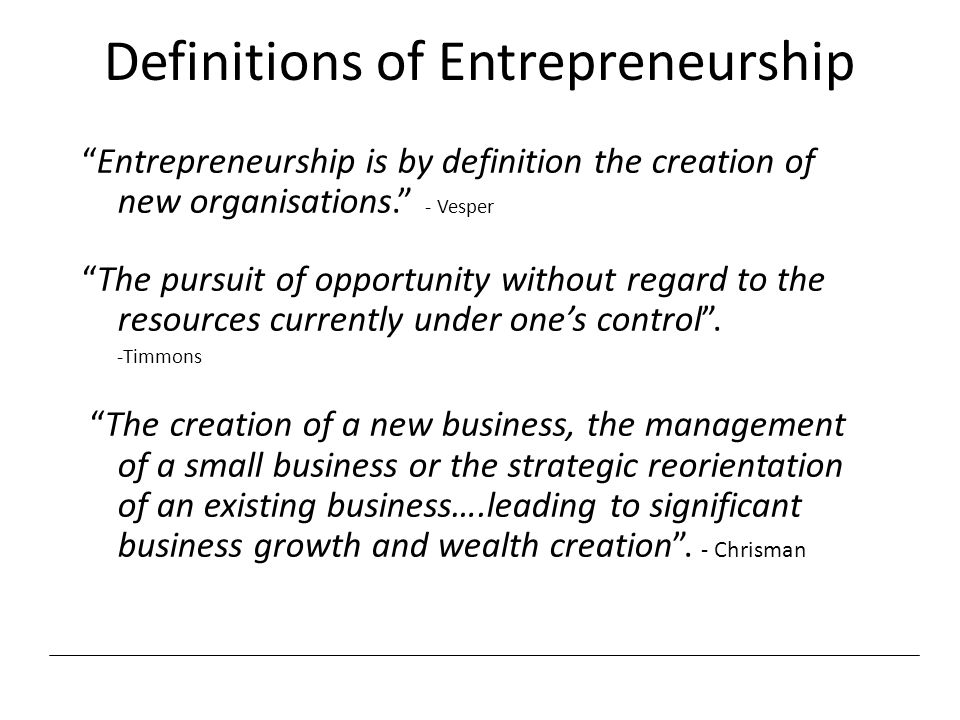 Definitions of Entrepreneurship
“Entrepreneurship is by definition the creation of
new organisations.” - Vesper
“The pursuit of opportunity without regard to the
resources currently under one’s control”.
-Timmons
“The creation of a new business, the management
of a small business or the strategic reorientation
of an existing business….leading to significant
business growth and wealth creation”. - Chrisman